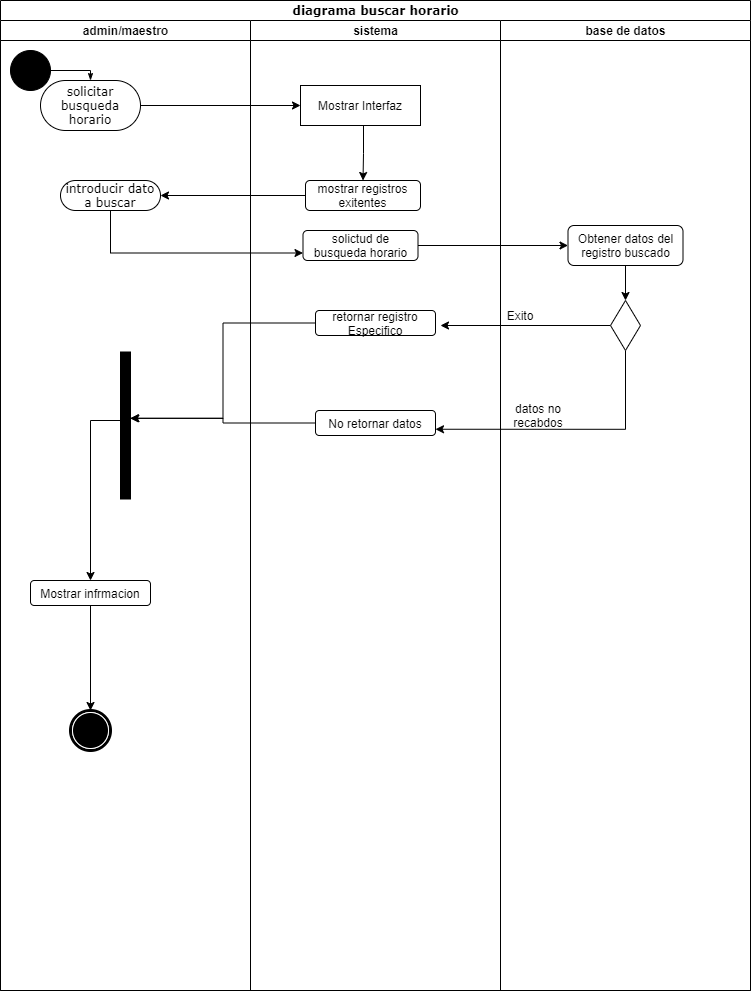 diagrama buscar horario
admin/maestro
sistema
base de datos
solicitar
busqueda
horario
Mostrar Interfaz
introducir dato
a buscar
mostrar registros
exitentes
solictud de
busqueda horario
Obtener datos del
registro buscado
retornar registro
Especifico
Exito
No retornar datos
datos no
recabdos
Mostrar infrmacion